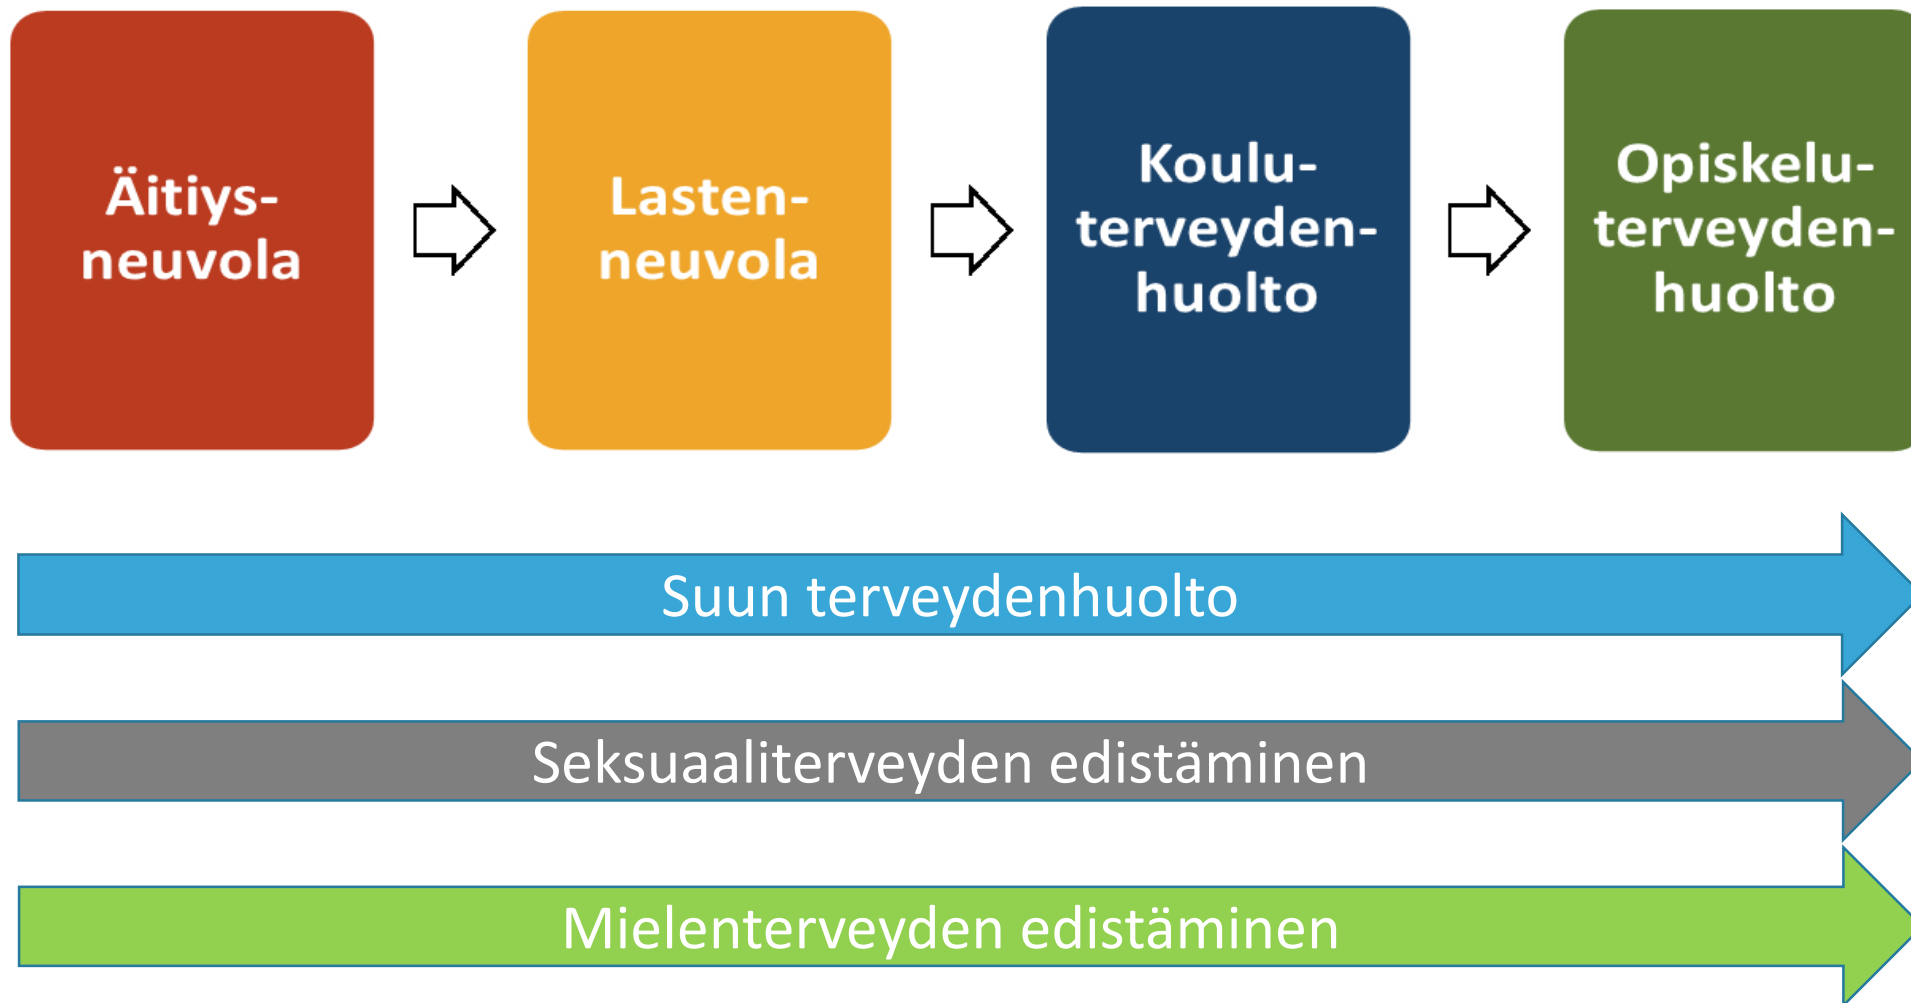 Äitiys-
neuvola
Lasten-
neuvola
Koulu-
terveyden-
huolto
Opiskelu-
terveyden-
huolto
Suun terveydenhuolto
Seksuaaliterveyden edistäminen
Mielenterveyden edistäminen